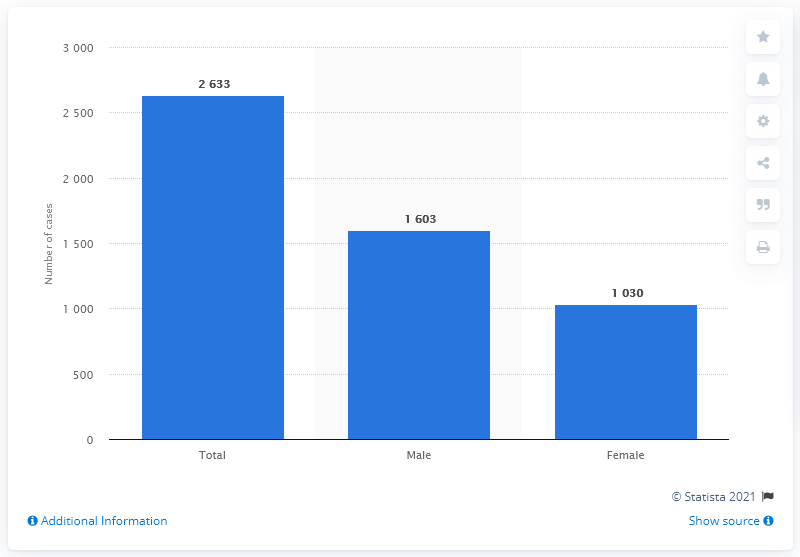 3 000
2 633
2 500
2 000
1 603
1 500
1 030
1 000
500
0
Number of cases
Total
Male
Female
© Statista 2021
Additional Information
Show source